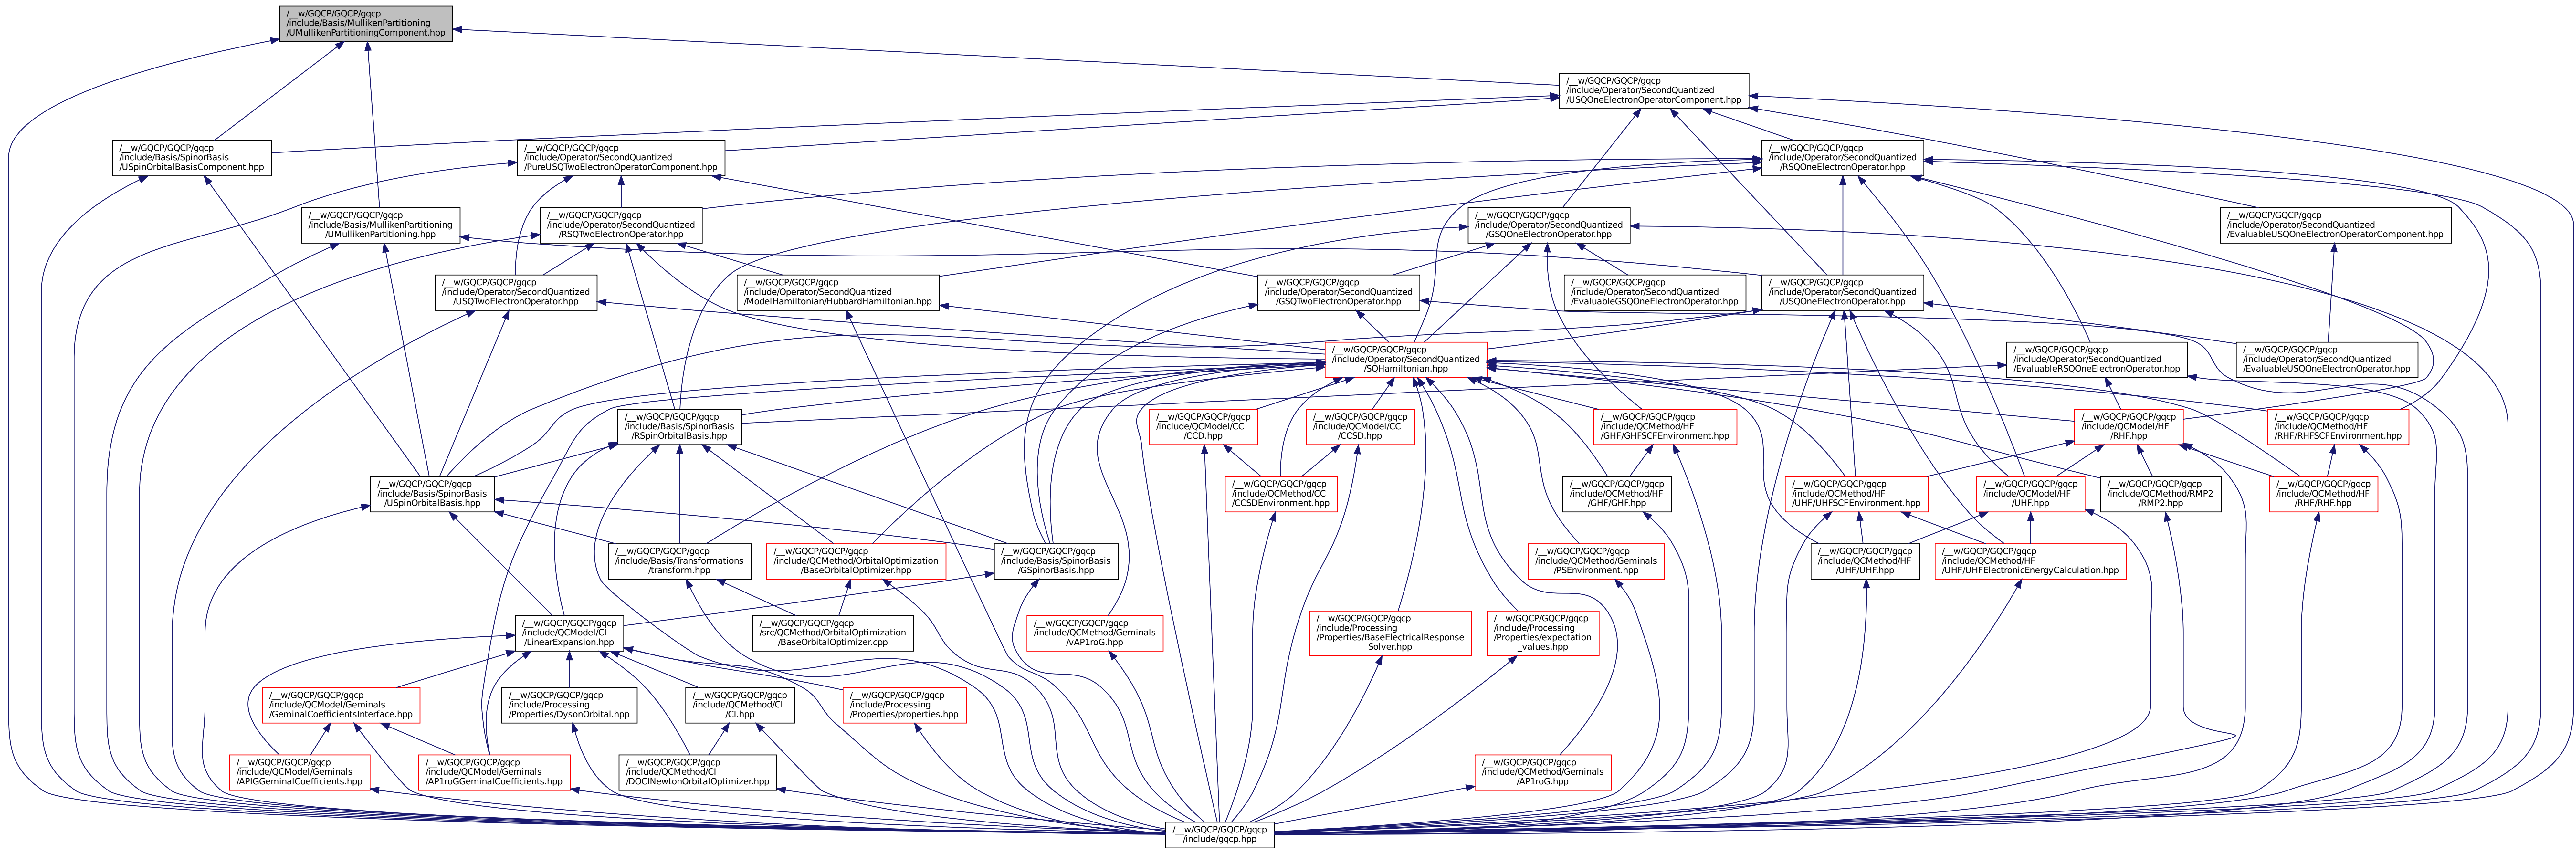 /__w/GQCP/GQCP/gqcp
/include/Basis/MullikenPartitioning
/UMullikenPartitioningComponent.hpp
/__w/GQCP/GQCP/gqcp
/include/Operator/SecondQuantized
/USQOneElectronOperatorComponent.hpp
/__w/GQCP/GQCP/gqcp
/include/Basis/SpinorBasis
/USpinOrbitalBasisComponent.hpp
/__w/GQCP/GQCP/gqcp
/include/Operator/SecondQuantized
/PureUSQTwoElectronOperatorComponent.hpp
/__w/GQCP/GQCP/gqcp
/include/Operator/SecondQuantized
/RSQOneElectronOperator.hpp
/__w/GQCP/GQCP/gqcp
/include/Basis/MullikenPartitioning
/UMullikenPartitioning.hpp
/__w/GQCP/GQCP/gqcp
/include/Operator/SecondQuantized
/RSQTwoElectronOperator.hpp
/__w/GQCP/GQCP/gqcp
/include/Operator/SecondQuantized
/GSQOneElectronOperator.hpp
/__w/GQCP/GQCP/gqcp
/include/Operator/SecondQuantized
/EvaluableUSQOneElectronOperatorComponent.hpp
/__w/GQCP/GQCP/gqcp
/include/Operator/SecondQuantized
/USQTwoElectronOperator.hpp
/__w/GQCP/GQCP/gqcp
/include/Operator/SecondQuantized
/ModelHamiltonian/HubbardHamiltonian.hpp
/__w/GQCP/GQCP/gqcp
/include/Operator/SecondQuantized
/GSQTwoElectronOperator.hpp
/__w/GQCP/GQCP/gqcp
/include/Operator/SecondQuantized
/EvaluableGSQOneElectronOperator.hpp
/__w/GQCP/GQCP/gqcp
/include/Operator/SecondQuantized
/USQOneElectronOperator.hpp
/__w/GQCP/GQCP/gqcp
/include/Operator/SecondQuantized
/SQHamiltonian.hpp
/__w/GQCP/GQCP/gqcp
/include/Operator/SecondQuantized
/EvaluableRSQOneElectronOperator.hpp
/__w/GQCP/GQCP/gqcp
/include/Operator/SecondQuantized
/EvaluableUSQOneElectronOperator.hpp
/__w/GQCP/GQCP/gqcp
/include/Basis/SpinorBasis
/RSpinOrbitalBasis.hpp
/__w/GQCP/GQCP/gqcp
/include/QCModel/CC
/CCD.hpp
/__w/GQCP/GQCP/gqcp
/include/QCModel/CC
/CCSD.hpp
/__w/GQCP/GQCP/gqcp
/include/QCMethod/HF
/GHF/GHFSCFEnvironment.hpp
/__w/GQCP/GQCP/gqcp
/include/QCModel/HF
/RHF.hpp
/__w/GQCP/GQCP/gqcp
/include/QCMethod/HF
/RHF/RHFSCFEnvironment.hpp
/__w/GQCP/GQCP/gqcp
/include/Basis/SpinorBasis
/USpinOrbitalBasis.hpp
/__w/GQCP/GQCP/gqcp
/include/QCMethod/CC
/CCSDEnvironment.hpp
/__w/GQCP/GQCP/gqcp
/include/QCMethod/HF
/GHF/GHF.hpp
/__w/GQCP/GQCP/gqcp
/include/QCMethod/HF
/UHF/UHFSCFEnvironment.hpp
/__w/GQCP/GQCP/gqcp
/include/QCModel/HF
/UHF.hpp
/__w/GQCP/GQCP/gqcp
/include/QCMethod/RMP2
/RMP2.hpp
/__w/GQCP/GQCP/gqcp
/include/QCMethod/HF
/RHF/RHF.hpp
/__w/GQCP/GQCP/gqcp
/include/Basis/Transformations
/transform.hpp
/__w/GQCP/GQCP/gqcp
/include/QCMethod/OrbitalOptimization
/BaseOrbitalOptimizer.hpp
/__w/GQCP/GQCP/gqcp
/include/Basis/SpinorBasis
/GSpinorBasis.hpp
/__w/GQCP/GQCP/gqcp
/include/QCMethod/Geminals
/PSEnvironment.hpp
/__w/GQCP/GQCP/gqcp
/include/QCMethod/HF
/UHF/UHF.hpp
/__w/GQCP/GQCP/gqcp
/include/QCMethod/HF
/UHF/UHFElectronicEnergyCalculation.hpp
/__w/GQCP/GQCP/gqcp
/include/QCModel/CI
/LinearExpansion.hpp
/__w/GQCP/GQCP/gqcp
/src/QCMethod/OrbitalOptimization
/BaseOrbitalOptimizer.cpp
/__w/GQCP/GQCP/gqcp
/include/QCMethod/Geminals
/vAP1roG.hpp
/__w/GQCP/GQCP/gqcp
/include/Processing
/Properties/BaseElectricalResponse
Solver.hpp
/__w/GQCP/GQCP/gqcp
/include/Processing
/Properties/expectation
_values.hpp
/__w/GQCP/GQCP/gqcp
/include/QCModel/Geminals
/GeminalCoefficientsInterface.hpp
/__w/GQCP/GQCP/gqcp
/include/Processing
/Properties/DysonOrbital.hpp
/__w/GQCP/GQCP/gqcp
/include/QCMethod/CI
/CI.hpp
/__w/GQCP/GQCP/gqcp
/include/Processing
/Properties/properties.hpp
/__w/GQCP/GQCP/gqcp
/include/QCModel/Geminals
/APIGGeminalCoefficients.hpp
/__w/GQCP/GQCP/gqcp
/include/QCModel/Geminals
/AP1roGGeminalCoefficients.hpp
/__w/GQCP/GQCP/gqcp
/include/QCMethod/CI
/DOCINewtonOrbitalOptimizer.hpp
/__w/GQCP/GQCP/gqcp
/include/QCMethod/Geminals
/AP1roG.hpp
/__w/GQCP/GQCP/gqcp
/include/gqcp.hpp